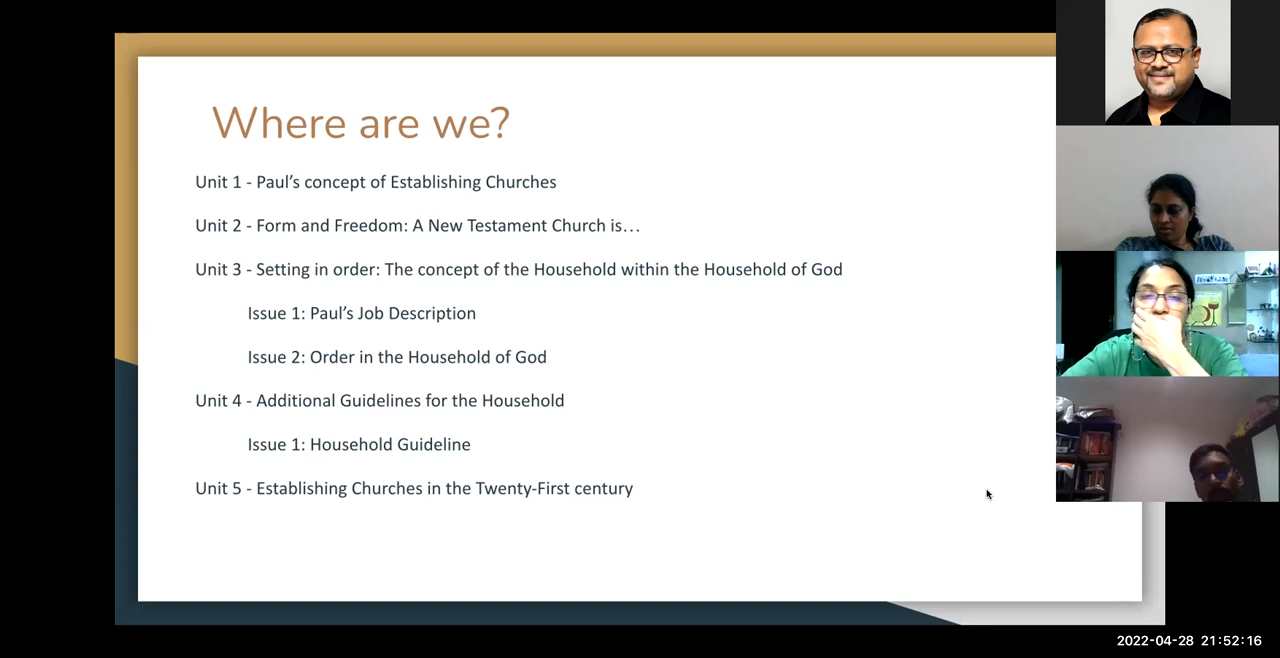 Where are we?
Unit 1 - Paul’s concept of Establishing Churches
Unit 2 - Form and Freedom: A New Testament Church is…
Unit 3 - Setting in order: The concept of the Household within the Household of God
Issue 1: Paul’s Job Description
Issue 2: Order in the Household of God
Unit 4 - Additional Guidelines for the Household
Issue 1: Household Guideline
Unit 5 - Establishing Churches in the Twenty-First century
2022-04-28 21:52:16